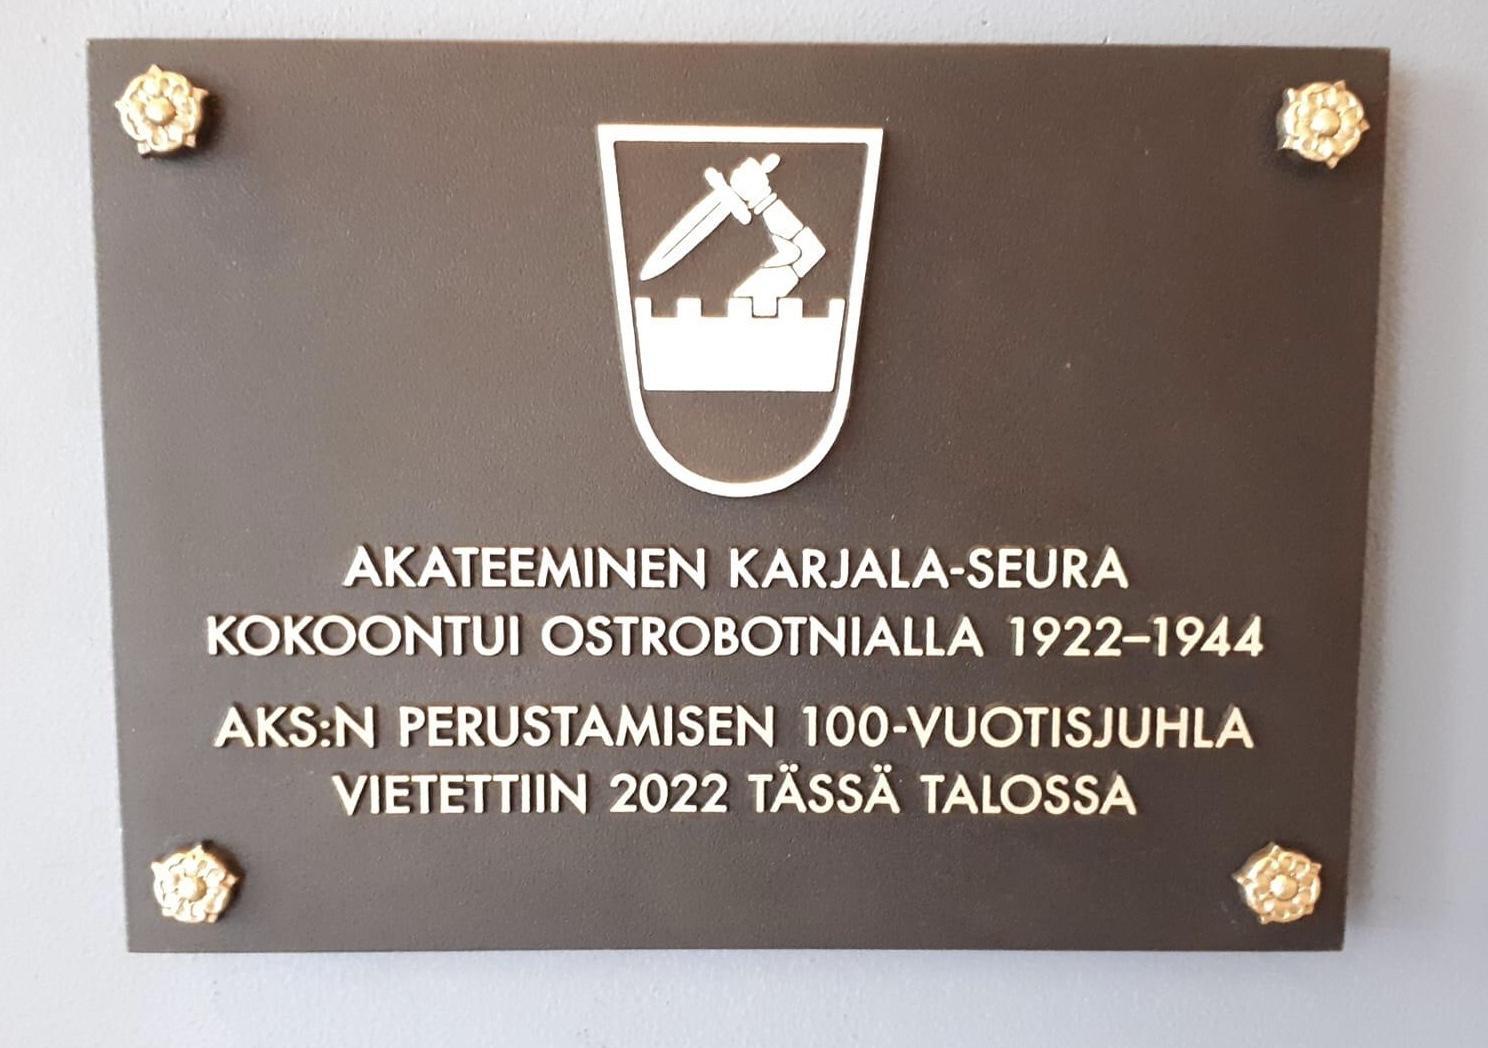 AKATEEMINEN KARJALA-SEURA
KOKOONTUI OSTROBOTNIALLA 1922–1944
AKS:N PERUSTAMISEN 100-VUOTISJUHLA
VIETETTIIN 2022 TÄSSÄ TALOSSA